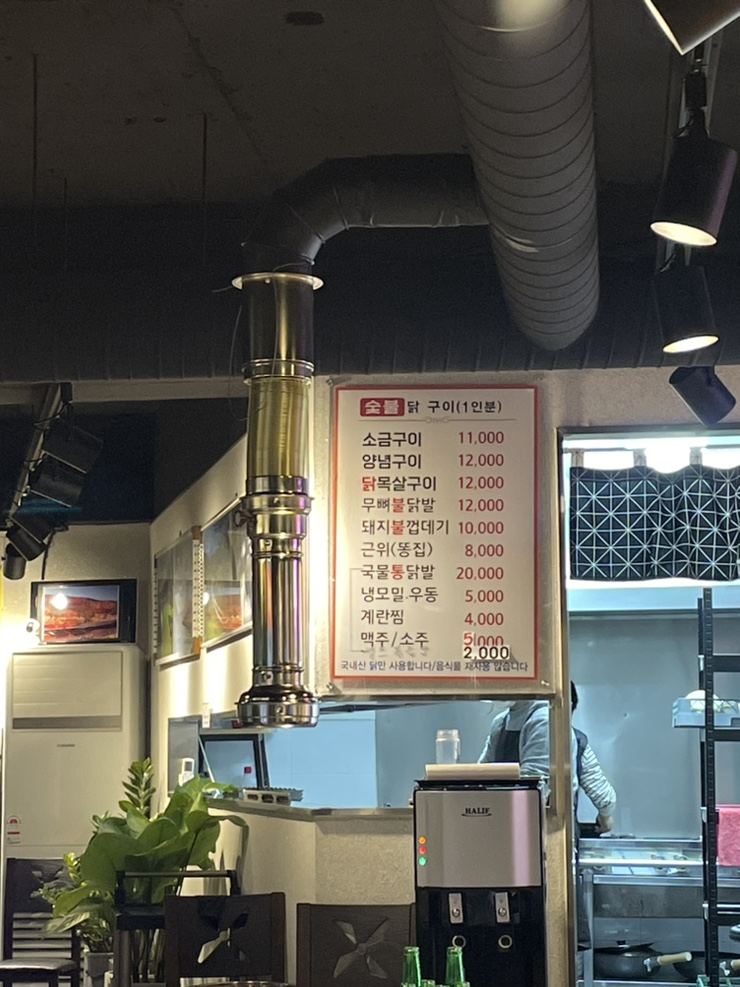 숯불 닭 구이(1인분)
소금구이 11,000
양념구이 12,000
닭목살구이 12,000
무뼈불닭발 12,000
돼지불껍데기 10,000
근위(똥집) 8,000
국물통닭발 20,000
냉모밀.우동 5,000
계란찜 4,000
맥주/소주 5,000
2,000
국내산 닭만 사용합니다/음식물 재사용 않습니다
HALIF